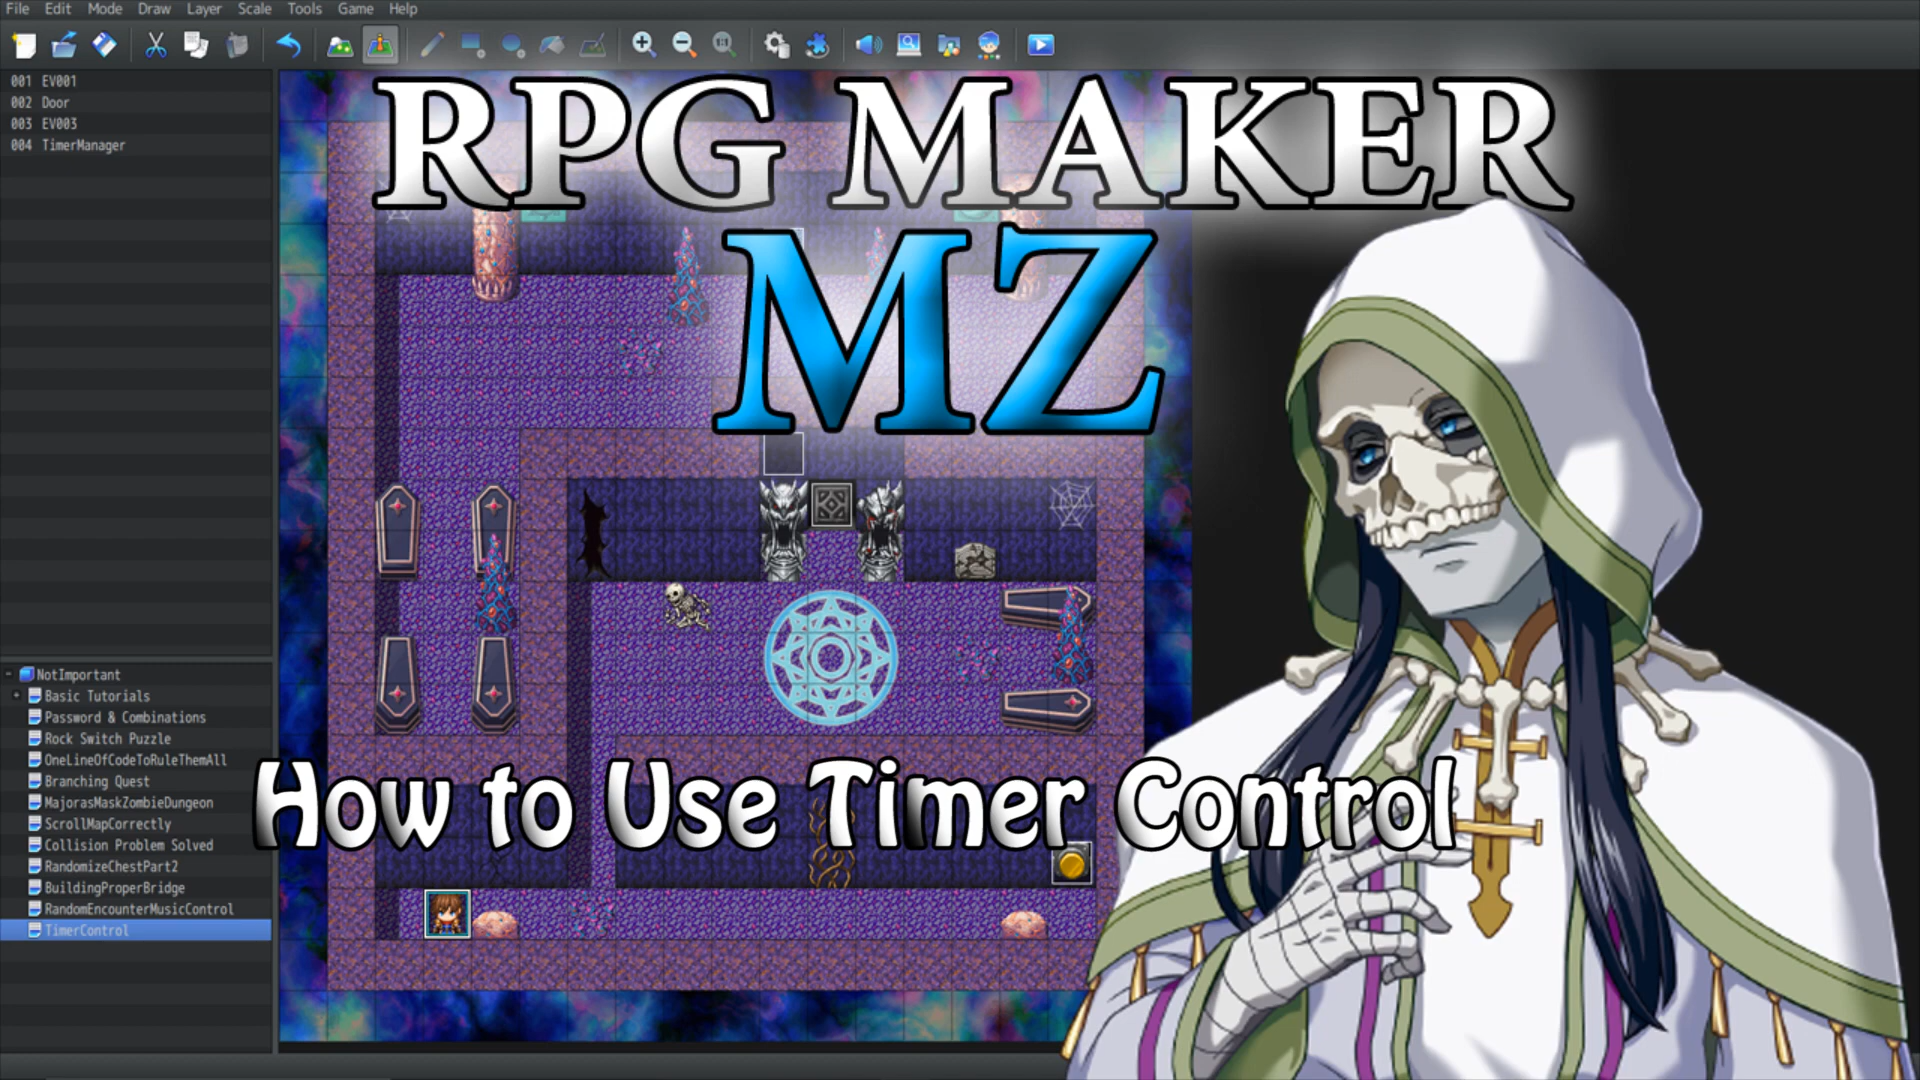 File Edit Mode Draw Layer Scale Tools Game Help
001 EV001
002 Door
003 EV003
004 TimerManager
RPG MAKER
MZ
NotImportant
Basic Tutorials
Password & Combinations
Rock Switch Puzzle
OneLineOfCodeToRuleThemAll
Branching Quest
MajorasMaskZombieDungeon
ScrollMapCorrectly
Collision Problem Solved
RandomizeChestPart2
BuildingProperBridge
RandomEncounterMusicControl
TimerControl
How to Use Timer Control